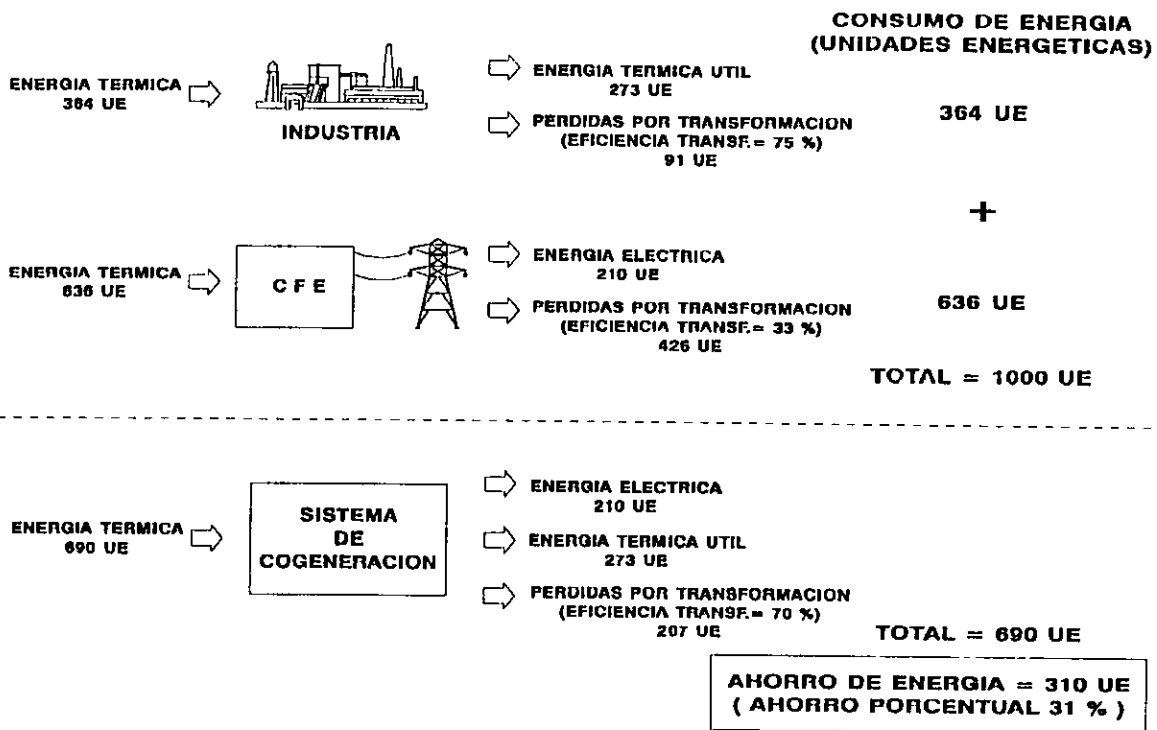 CONSUMO DE ENERGIA
(UNIDADES ENERGETICAS)
ENERGIA TERMICA
364 UE
INDUSTRIA
ENERGIA TERMICA UTIL
273 UE
PERDIDAS POR TRANSFORMACION
(EFICIENCIA TRANSF.= 75 %)
91 UE
364 UE
+
ENERGIA TERMICA
636 UE
C F E
ENERGIA ELECTRICA
210 UE
PERDIDAS POR TRANSFORMACION
(EFICIENCIA TRANSF.= 33 %)
426 UE
636 UE
TOTAL = 1000 UE
ENERGIA TERMICA
690 UE
SISTEMA
DE
COGENERACION
ENERGIA ELECTRICA
210 UE
ENERGIA TERMICA UTIL
273 UE
PERDIDAS POR TRANSFORMACION
(EFICIENCIA TRANSF.= 70 %)
207 UE
TOTAL = 690 UE
AHORRO DE ENERGIA = 310 UE
( AHORRO PORCENTUAL 31 % )